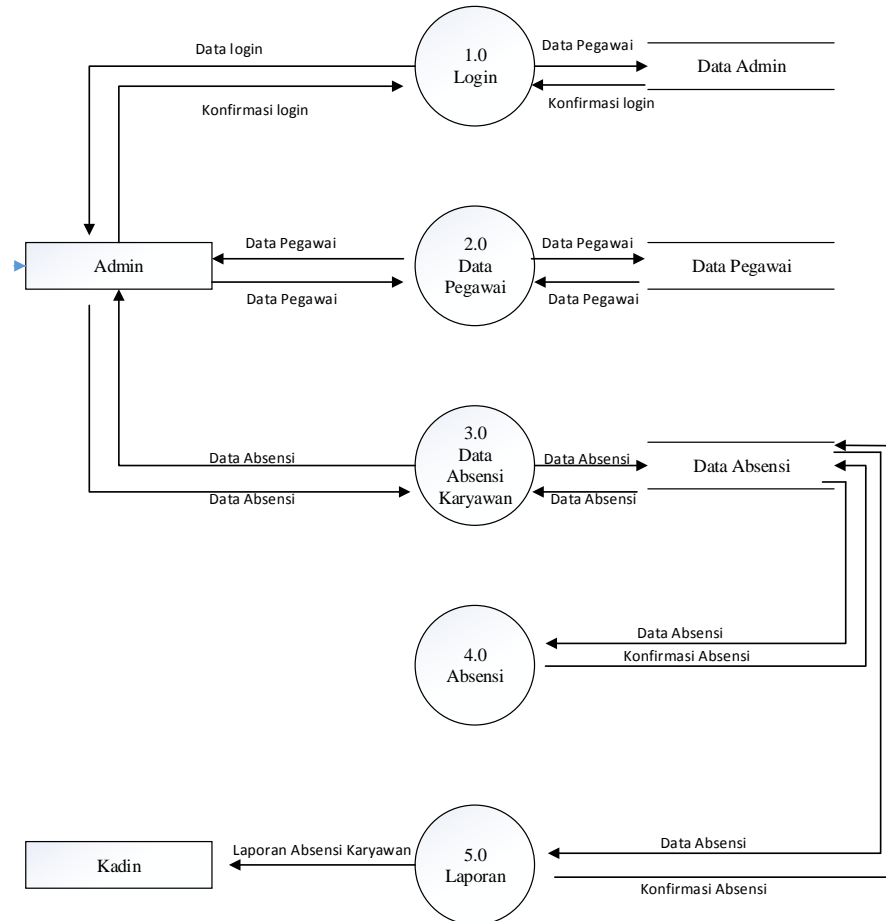 Data login
1.0
Login
Data Pegawai
Data Admin
Konfirmasi login
Konfirmasi login
Admin
Data Pegawai
2.0
Data
Pegawai
Data Pegawai
Data Pegawai
Data Pegawai
Data Pegawai
Data Absensi
3.0
Data
Absensi
Karyawan
Data Absensi
Data Absensi
Data Absensi
Data Absensi
4.0
Absensi
Data Absensi
Konfirmasi Absensi
Kadin
Laporan Absensi Karyawan
5.0
Laporan
Data Absensi
Konfirmasi Absensi